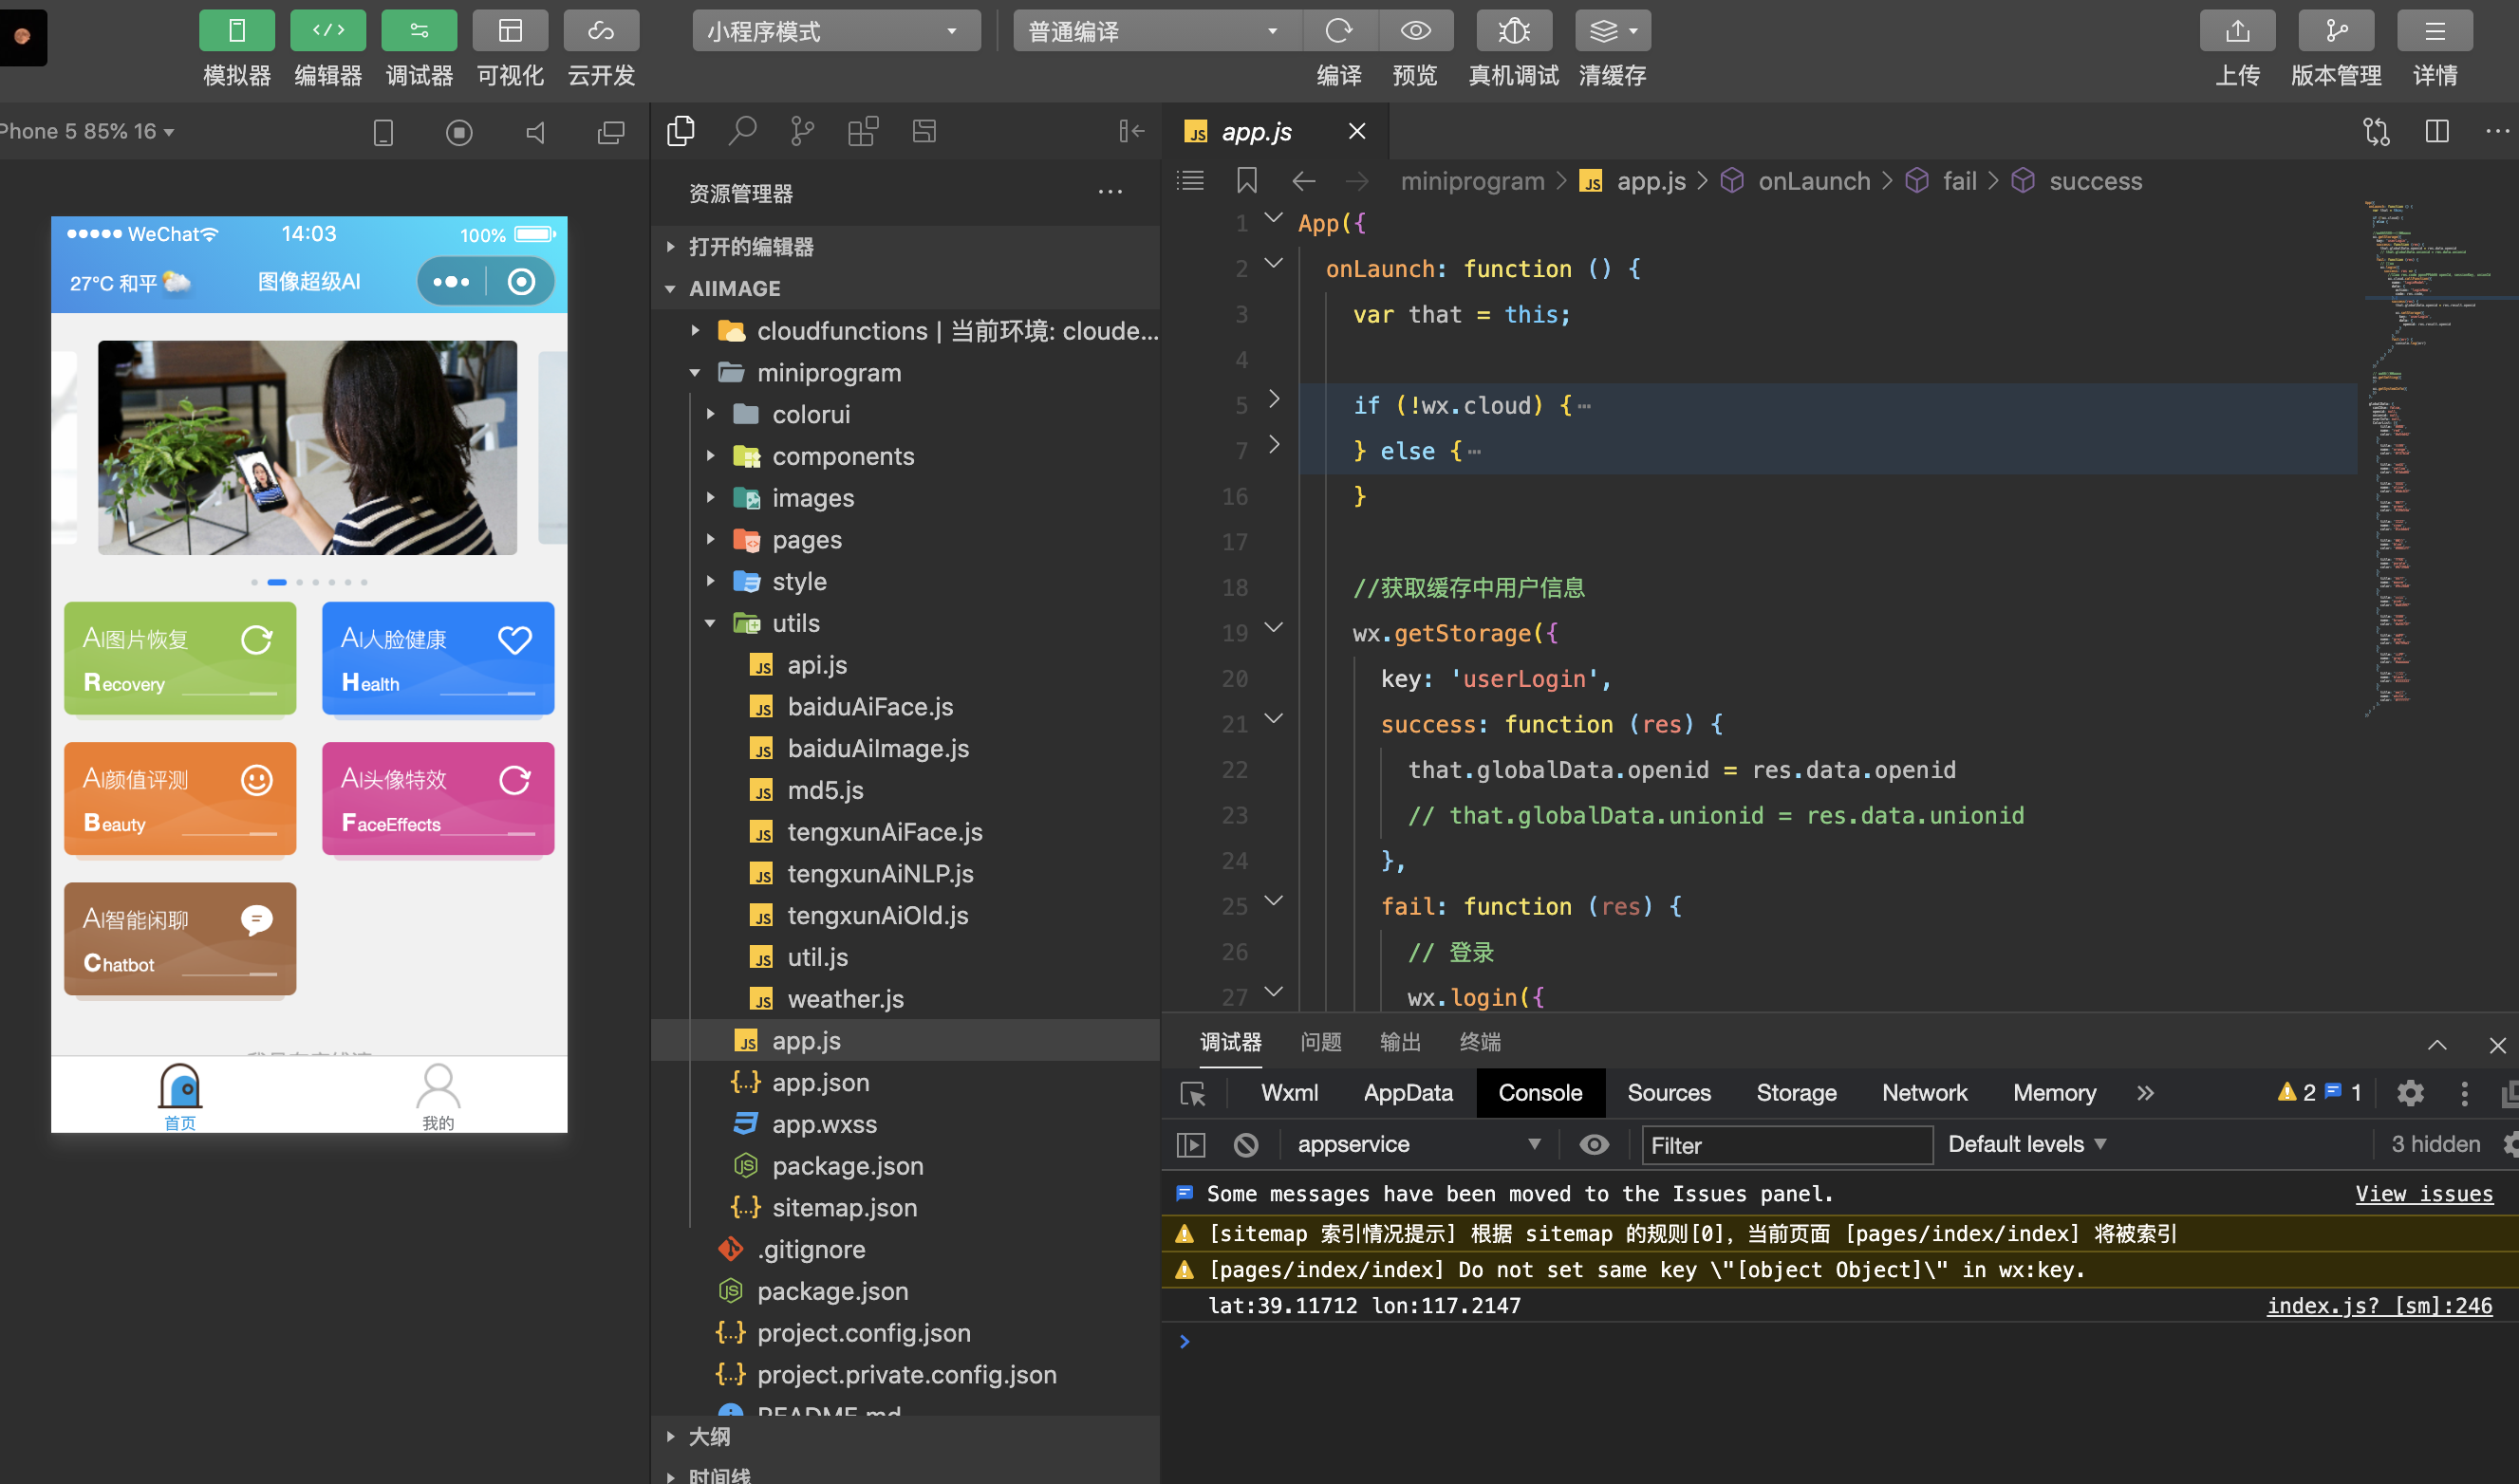 小程序模式
普通编译
模拟器 编辑器 调试器 可视化 云开发
编译 预览 真机调试 清缓存
上传 版本管理 详情
Phone 5 85% 16
WeChat 14:03 100%
27°C 和平
图像超级AI
AI图片恢复
Recovery
AI人脸健康
Health
AI颜值评测
Beauty
AI头像特效
FaceEffects
AI智能闲聊
Chatbot
首页
我的
资源管理器
打开的编辑器
AIIMAGE
cloudfunctions | 当前环境: cloude...
miniprogram
colorui
components
images
pages
style
utils
JS api.js
JS baiduAiFace.js
JS baiduAiImage.js
JS md5.js
JS tengxunAiFace.js
JS tengxunAiNLP.js
JS tengxunAiOld.js
JS util.js
JS weather.js
JS app.js
{..} app.json
app.wxss
JS package.json
{..} sitemap.json
.gitignore
JS package.json
{..} project.config.json
{..} project.private.config.json
README.md
大纲
时间线
JS app.js
miniprogram > JS app.js > onLaunch > fail > success
1 App({
2 onLaunch: function () {
3 var that = this;
4
5 if (!wx.cloud) {⋯
7 } else {⋯
16 }
17
18 //获取缓存中用户信息
19 wx.getStorage({
20 key: 'userLogin',
21 success: function (res) {
22 that.globalData.openid = res.data.openid
23 // that.globalData.unionid = res.data.unionid
24 },
25 fail: function (res) {
26 // 登录
27 wx.login({
调试器 问题 输出 终端
Wxml AppData Console Sources Storage Network Memory » 2 1
appservice Filter Default levels 3 hidden
Some messages have been moved to the Issues panel. View issues
[sitemap 索引情况提示] 根据 sitemap 的规则[0]，当前页面 [pages/index/index] 将被索引
[pages/index/index] Do not set same key \"[object Object]\" in wx:key.
lat:39.11712 lon:117.2147 index.js? [sm]:246